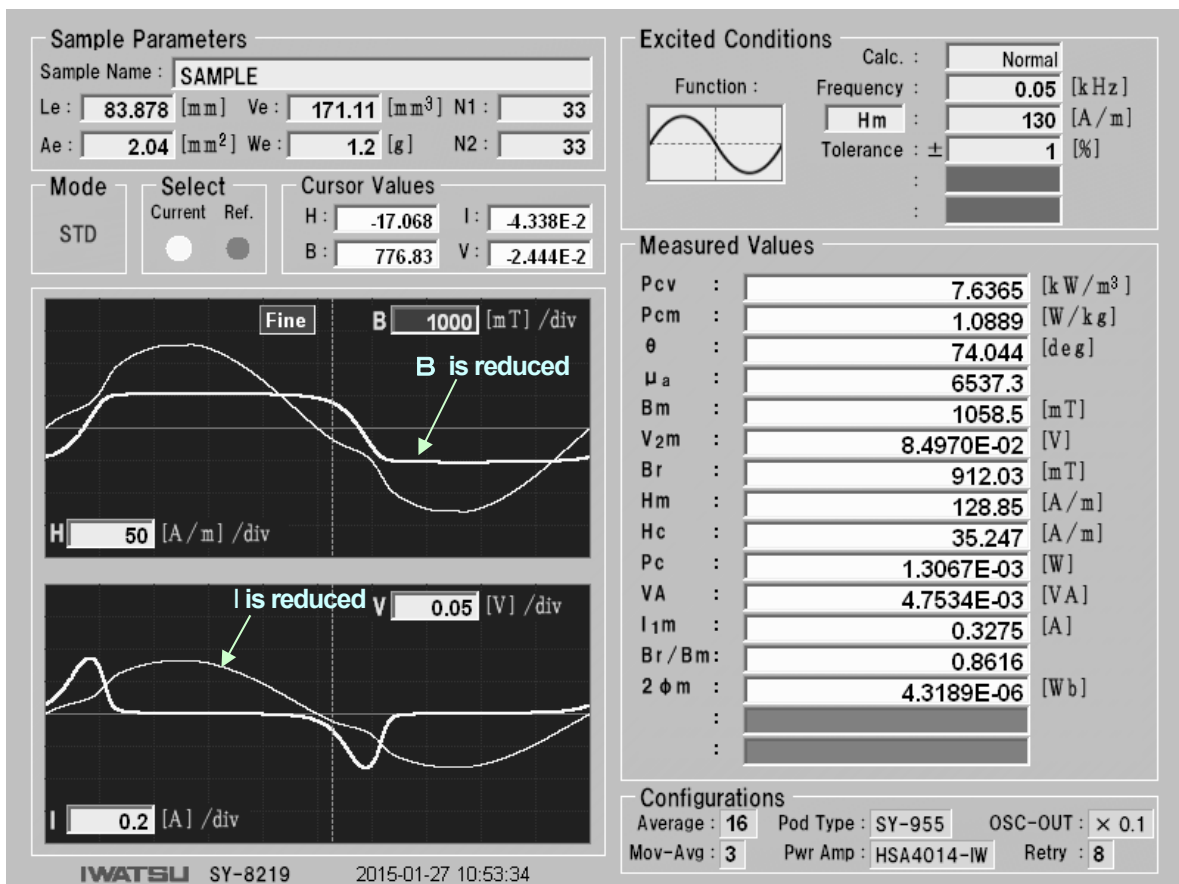 Sample Parameters
Sample Name : SAMPLE
Le : 83.878 [mm] Ve : 171.11 [mm³] N1 : 33
Ae : 2.04 [mm²] We : 1.2 [g] N2 : 33
Mode
STD
Select
Current Ref.
Cursor Values
H : -17.068 I : -4.338E-2
B : 776.83 V : -2.444E-2
Fine
B 1000 [mT] /div
B is reduced
H 50 [A/m] /div
I is reduced
V 0.05 [V] /div
I 0.2 [A] /div
IWATSU SY-8219 2015-01-27 10:53:34
Excited Conditions
Function :
Calc. : Normal
Frequency : 0.05 [kHz]
Hm : 130 [A/m]
Tolerance : ± 1 [%]
:
:
Measured Values
Pcv : 7.6365 [kW/m³]
Pcm : 1.0889 [W/kg]
θ : 74.044 [deg]
μa : 6537.3
Bm : 1058.5 [mT]
V2m : 8.4970E-02 [V]
Br : 912.03 [mT]
Hm : 128.85 [A/m]
Hc : 35.247 [A/m]
Pc : 1.3067E-03 [W]
VA : 4.7534E-03 [VA]
I1m : 0.3275 [A]
Br/Bm: 0.8616
2φm : 4.3189E-06 [Wb]
:
:
Configurations
Average : 16 Pod Type : SY-955 OSC-OUT : × 0.1
Mov-Avg : 3 Pwr Amp : HSA4014-IW Retry : 8